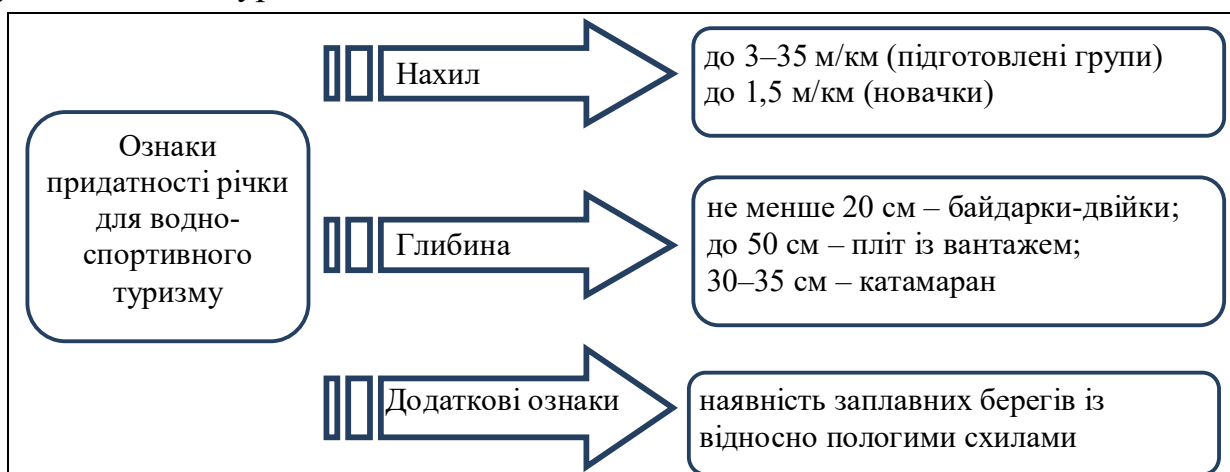 Ознаки
придатності річки
для водно-
спортивного
туризму
Нахил
до 3–35 м/км (підготовлені групи)
до 1,5 м/км (новачки)
Глибина
не менше 20 см – байдарки-двійки;
до 50 см – пліт із вантажем;
30–35 см – катамаран
Додаткові ознаки
наявність заплавних берегів із
відносно пологими схилами